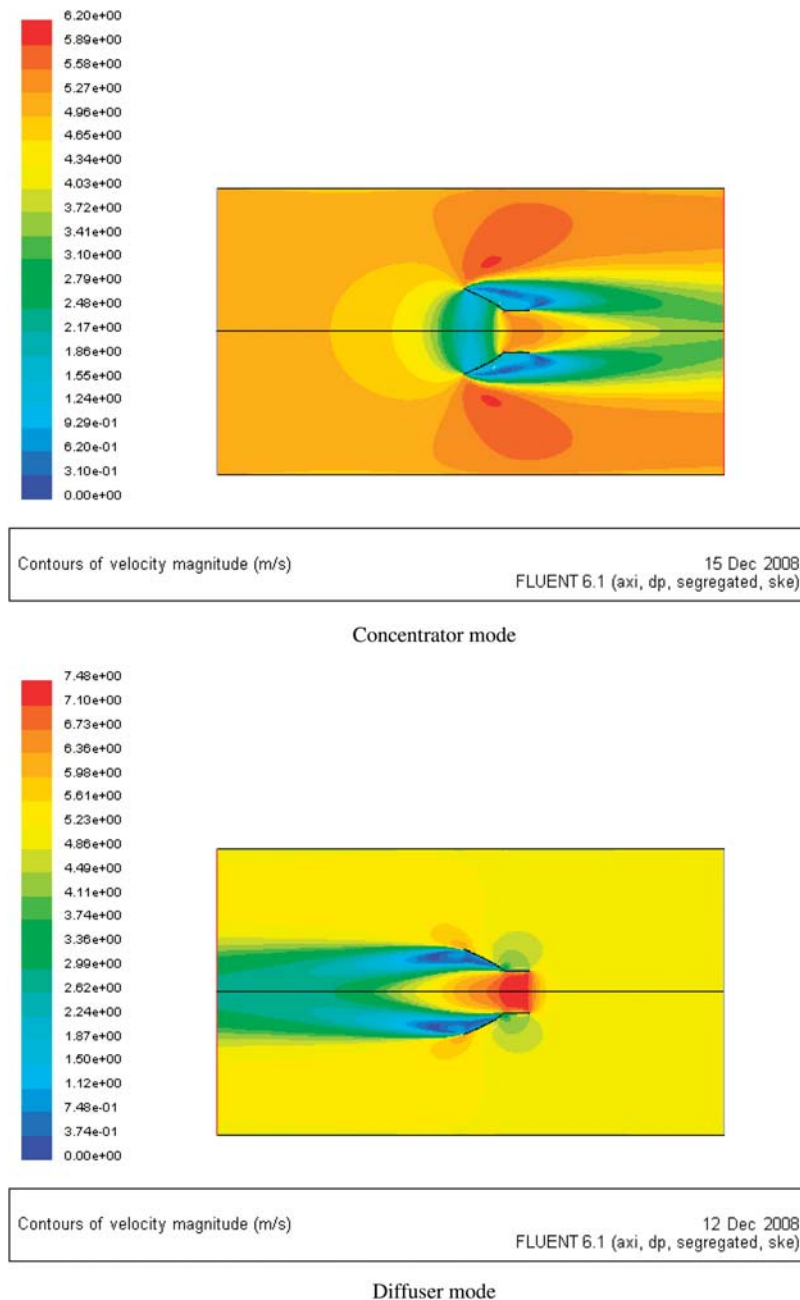 6.20e+00
5.89e+00
5.58e+00
5.27e+00
4.96e+00
4.65e+00
4.34e+00
4.03e+00
3.72e+00
3.41e+00
3.10e+00
2.79e+00
2.48e+00
2.17e+00
1.86e+00
1.55e+00
1.24e+00
9.29e-01
6.20e-01
3.10e-01
0.00e+00
Contours of velocity magnitude (m/s)
15 Dec 2008
FLUENT 6.1 (axi, dp, segregated, ske)
Concentrator mode
7.48e+00
7.10e+00
6.73e+00
6.36e+00
5.98e+00
5.61e+00
5.23e+00
4.86e+00
4.49e+00
4.11e+00
3.74e+00
3.36e+00
2.99e+00
2.62e+00
2.24e+00
1.87e+00
1.50e+00
1.12e+00
7.48e-01
3.74e-01
0.00e+00
Contours of velocity magnitude (m/s)
12 Dec 2008
FLUENT 6.1 (axi, dp, segregated, ske)
Diffuser mode